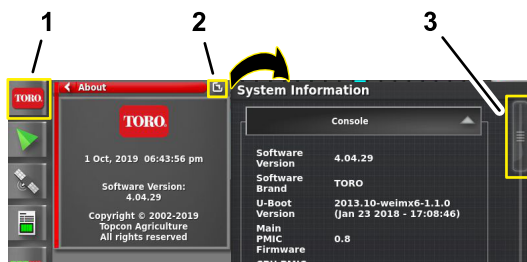 1
2
3
TORO.
About
TORO.
1 Oct, 2019 06:43:56 pm
Software Version:
4.04.29
Copyright © 2002-2019
Topcon Agriculture
All rights reserved
System Information
Console
Software
Version
4.04.29
Software
Brand
TORO
U-Boot
Version
2013.10-weimx6-1.1.0
(Jan 23 2018 - 17:08:46)
Main
PMIC
Firmware
0.8